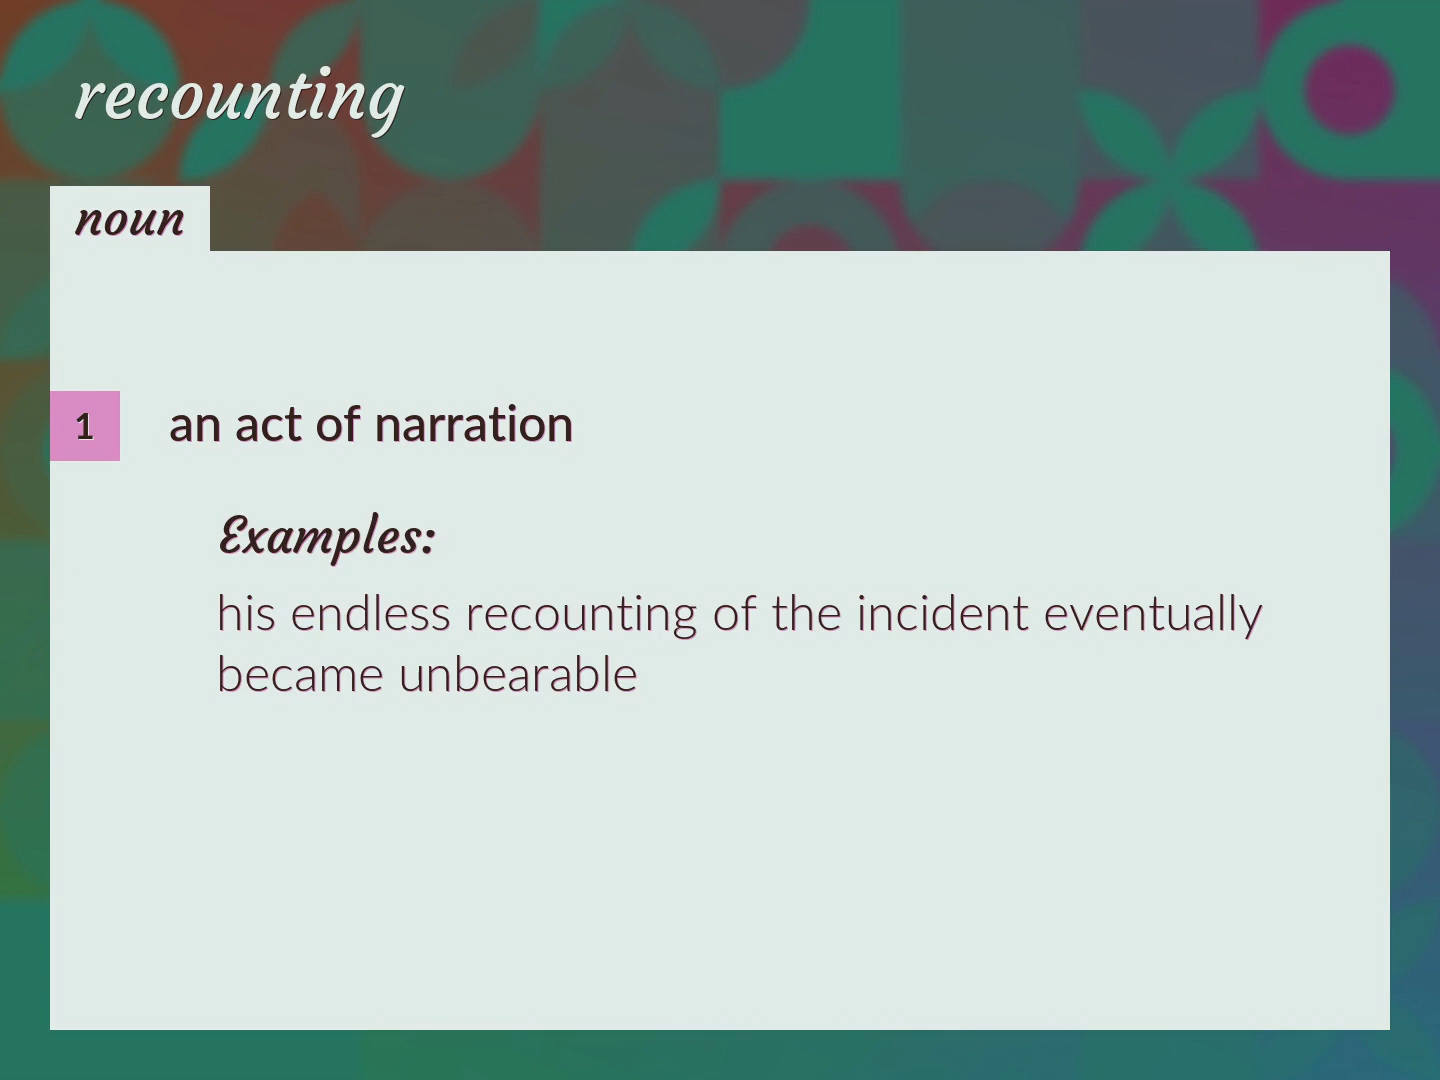 recounting
noun
1
an act of narration
Examples:
his endless recounting of the incident eventually
became unbearable